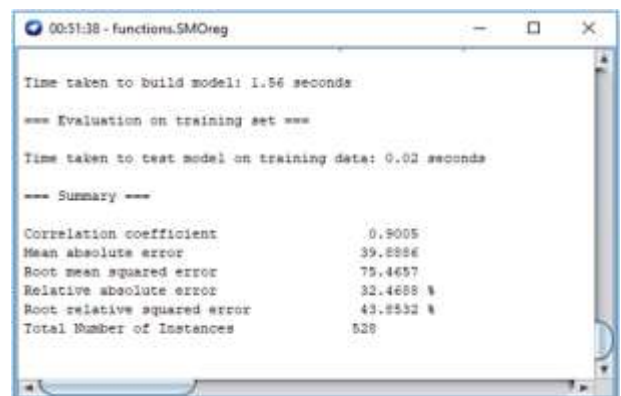 00:51:38 - functions.SMOreg
Time taken to build model: 1.56 seconds
=== Evaluation on training set ===
Time taken to test model on training data: 0.02 seconds
=== Summary ===
Correlation coefficient 0.9005
Mean absolute error 39.8886
Root mean squared error 75.4657
Relative absolute error 32.4688 %
Root relative squared error 43.8532 %
Total Number of Instances 528